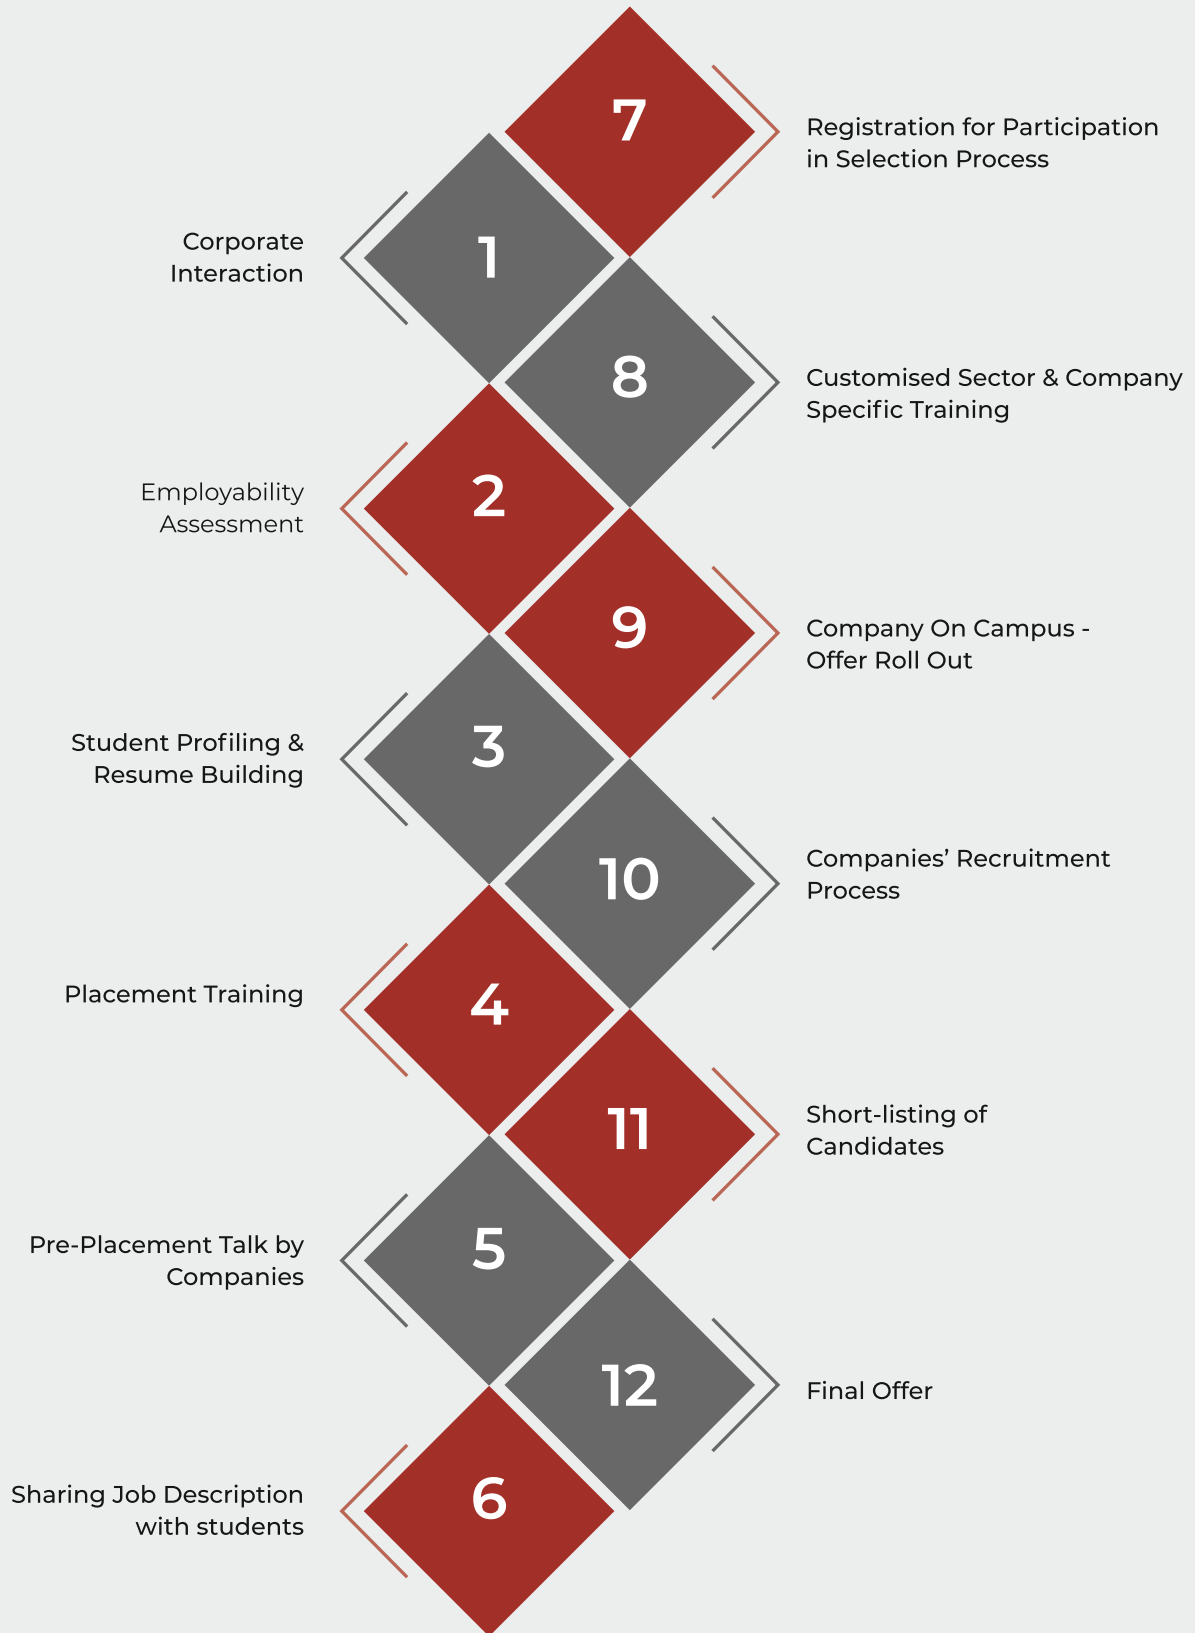 1
Corporate
Interaction
2
Employability
Assessment
3
Student Profiling &
Resume Building
4
Placement Training
5
Pre-Placement Talk by
Companies
6
Sharing Job Description
with students
7
Registration for Participation
in Selection Process
8
Customised Sector & Company
Specific Training
9
Company On Campus -
Offer Roll Out
10
Companies’ Recruitment
Process
11
Short-listing of
Candidates
12
Final Offer